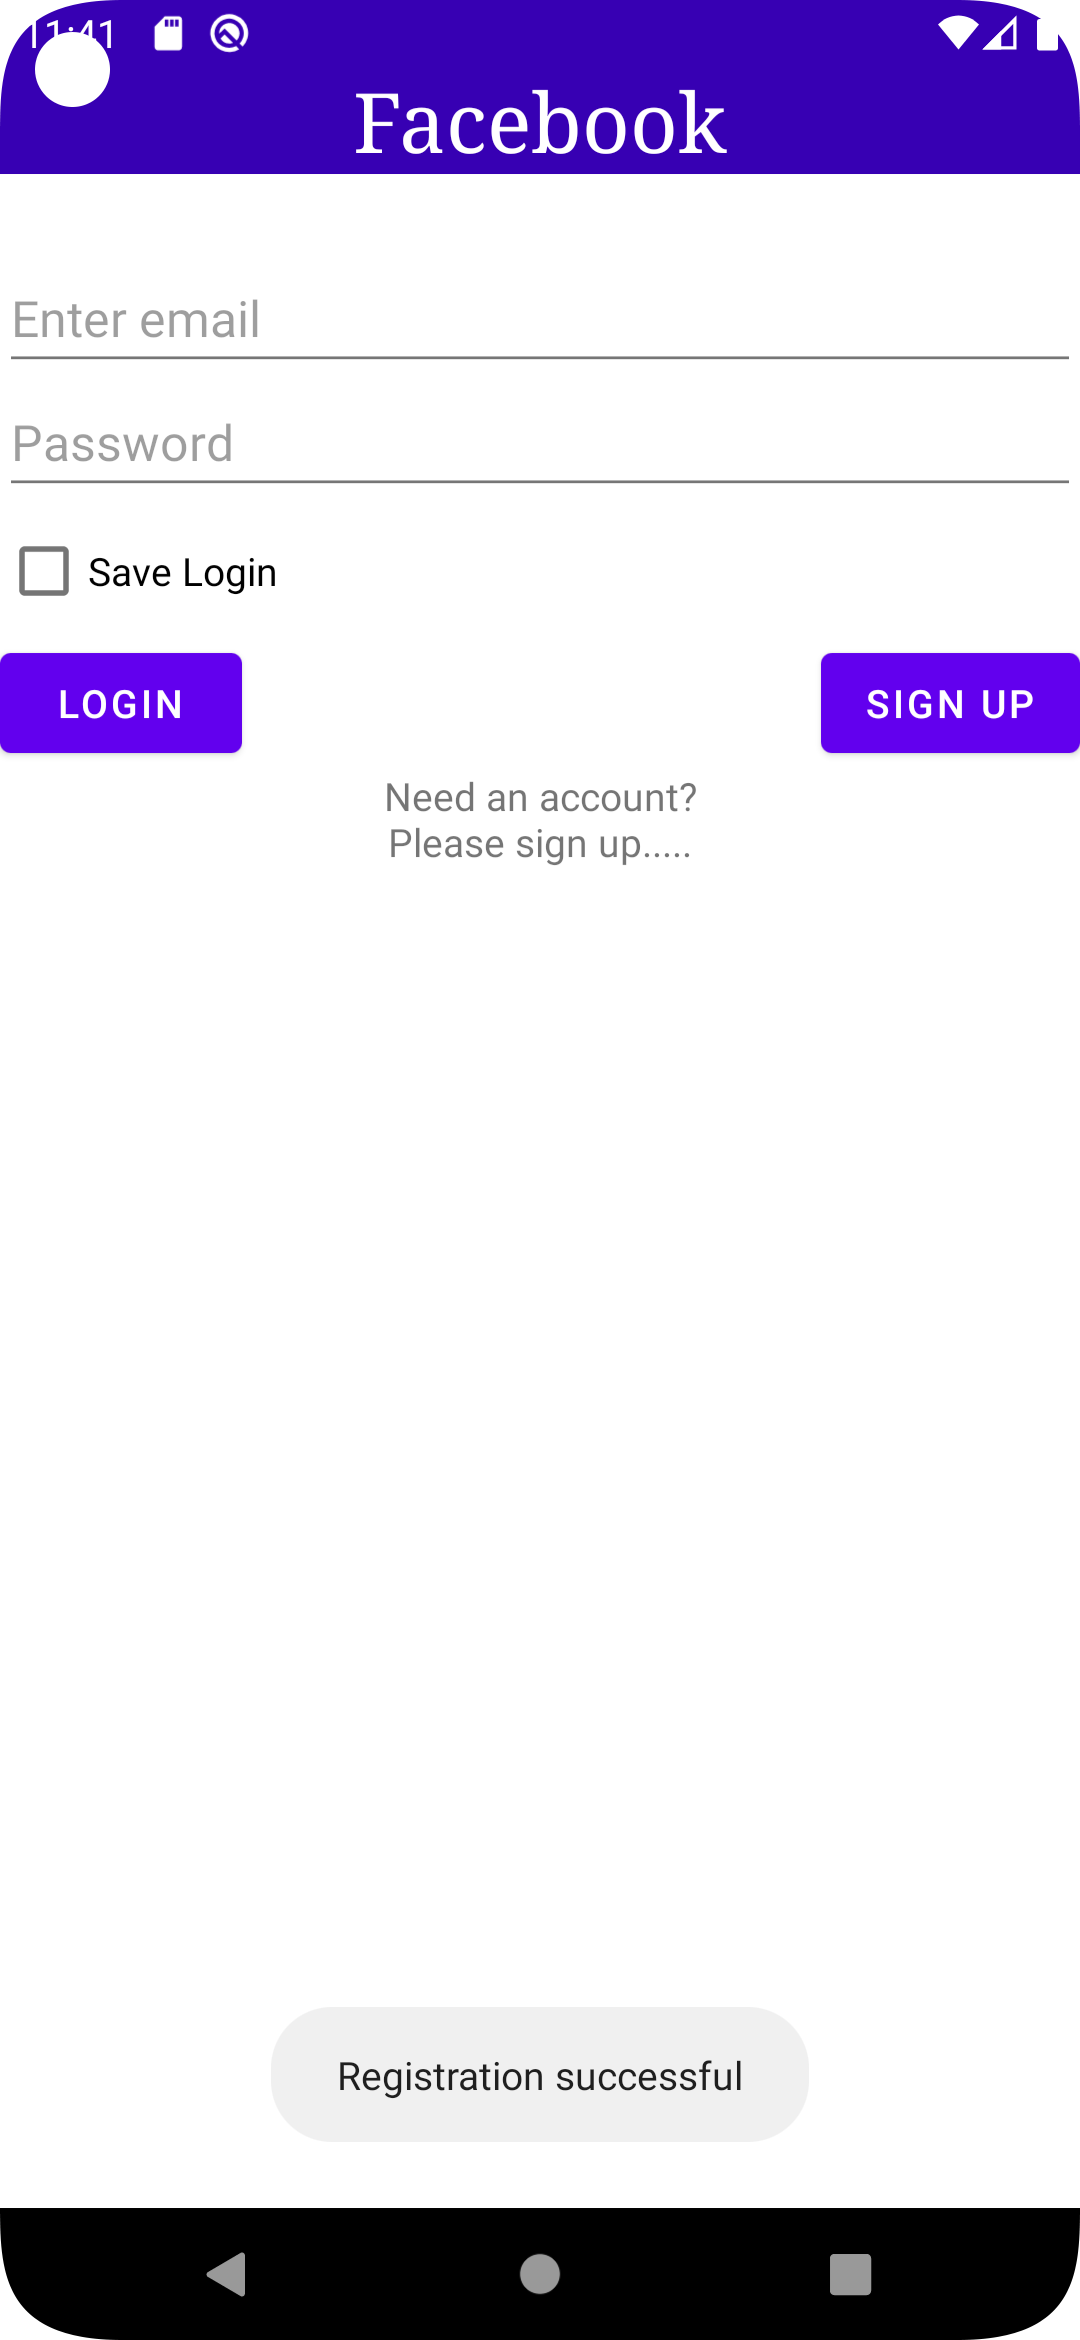 11:41
Facebook
Enter email
Password
Save Login
LOGIN
SIGN UP
Need an account?
Please sign up.....
Registration successful